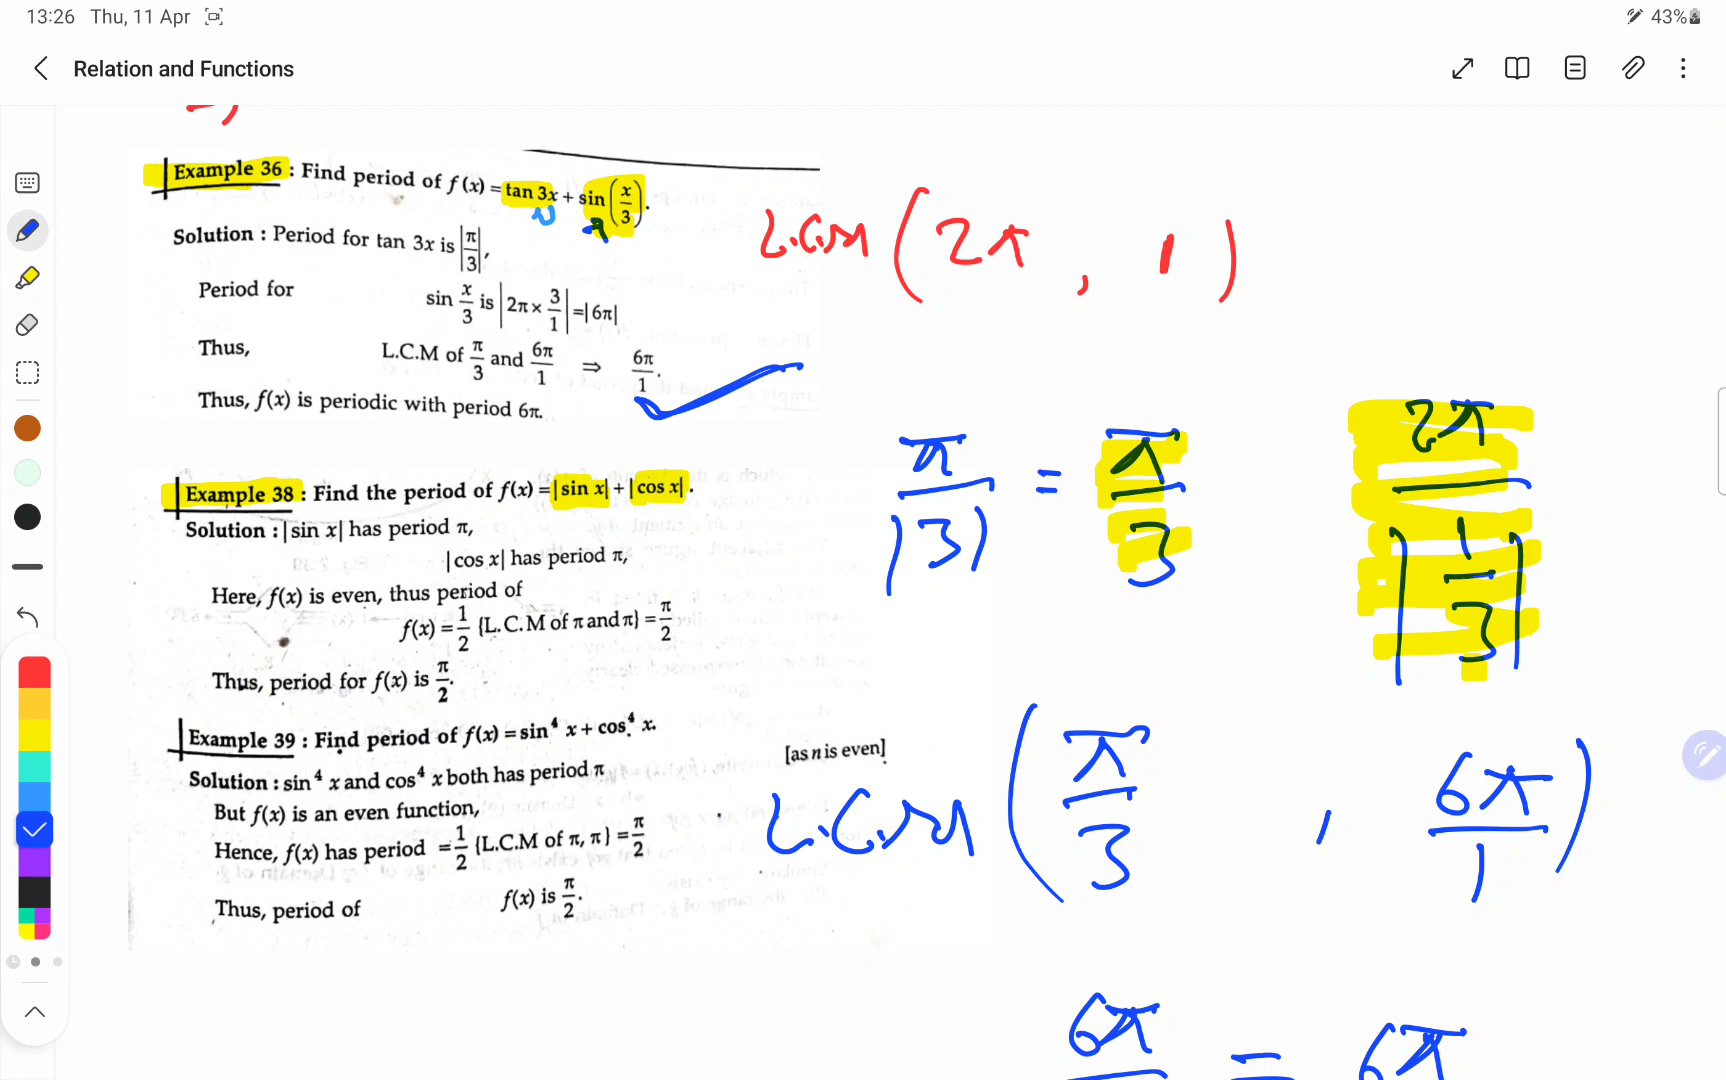 13:26 Thu, 11 Apr
43%
Relation and Functions
Example 36 : Find period of f (x) = tan 3x + sin (x/3).
Solution : Period for tan 3x is |π/3|,
Period for sin x/3 is |2π × 3/1| = |6π|
Thus, L.C.M of π/3 and 6π/1 ⇒ 6π/1.
Thus, f(x) is periodic with period 6π.
L.C.M (2π , 1)
π/|3| = π/3
2π/|1/3|
Example 38 : Find the period of f(x) = |sin x| + |cos x|.
Solution : |sin x| has period π,
|cos x| has period π,
Here, f(x) is even, thus period of
f(x) = 1/2 {L.C.M of π and π} = π/2
Thus, period for f(x) is π/2.
Example 39 : Find period of f(x) = sin⁴ x + cos⁴ x.
Solution : sin⁴ x and cos⁴ x both has period π [as n is even]
But f(x) is an even function,
Hence, f(x) has period = 1/2 {L.C.M of π, π} = π/2
Thus, period of f(x) is π/2.
L.C.M (π/3 , 6π/1)
6π = 6π